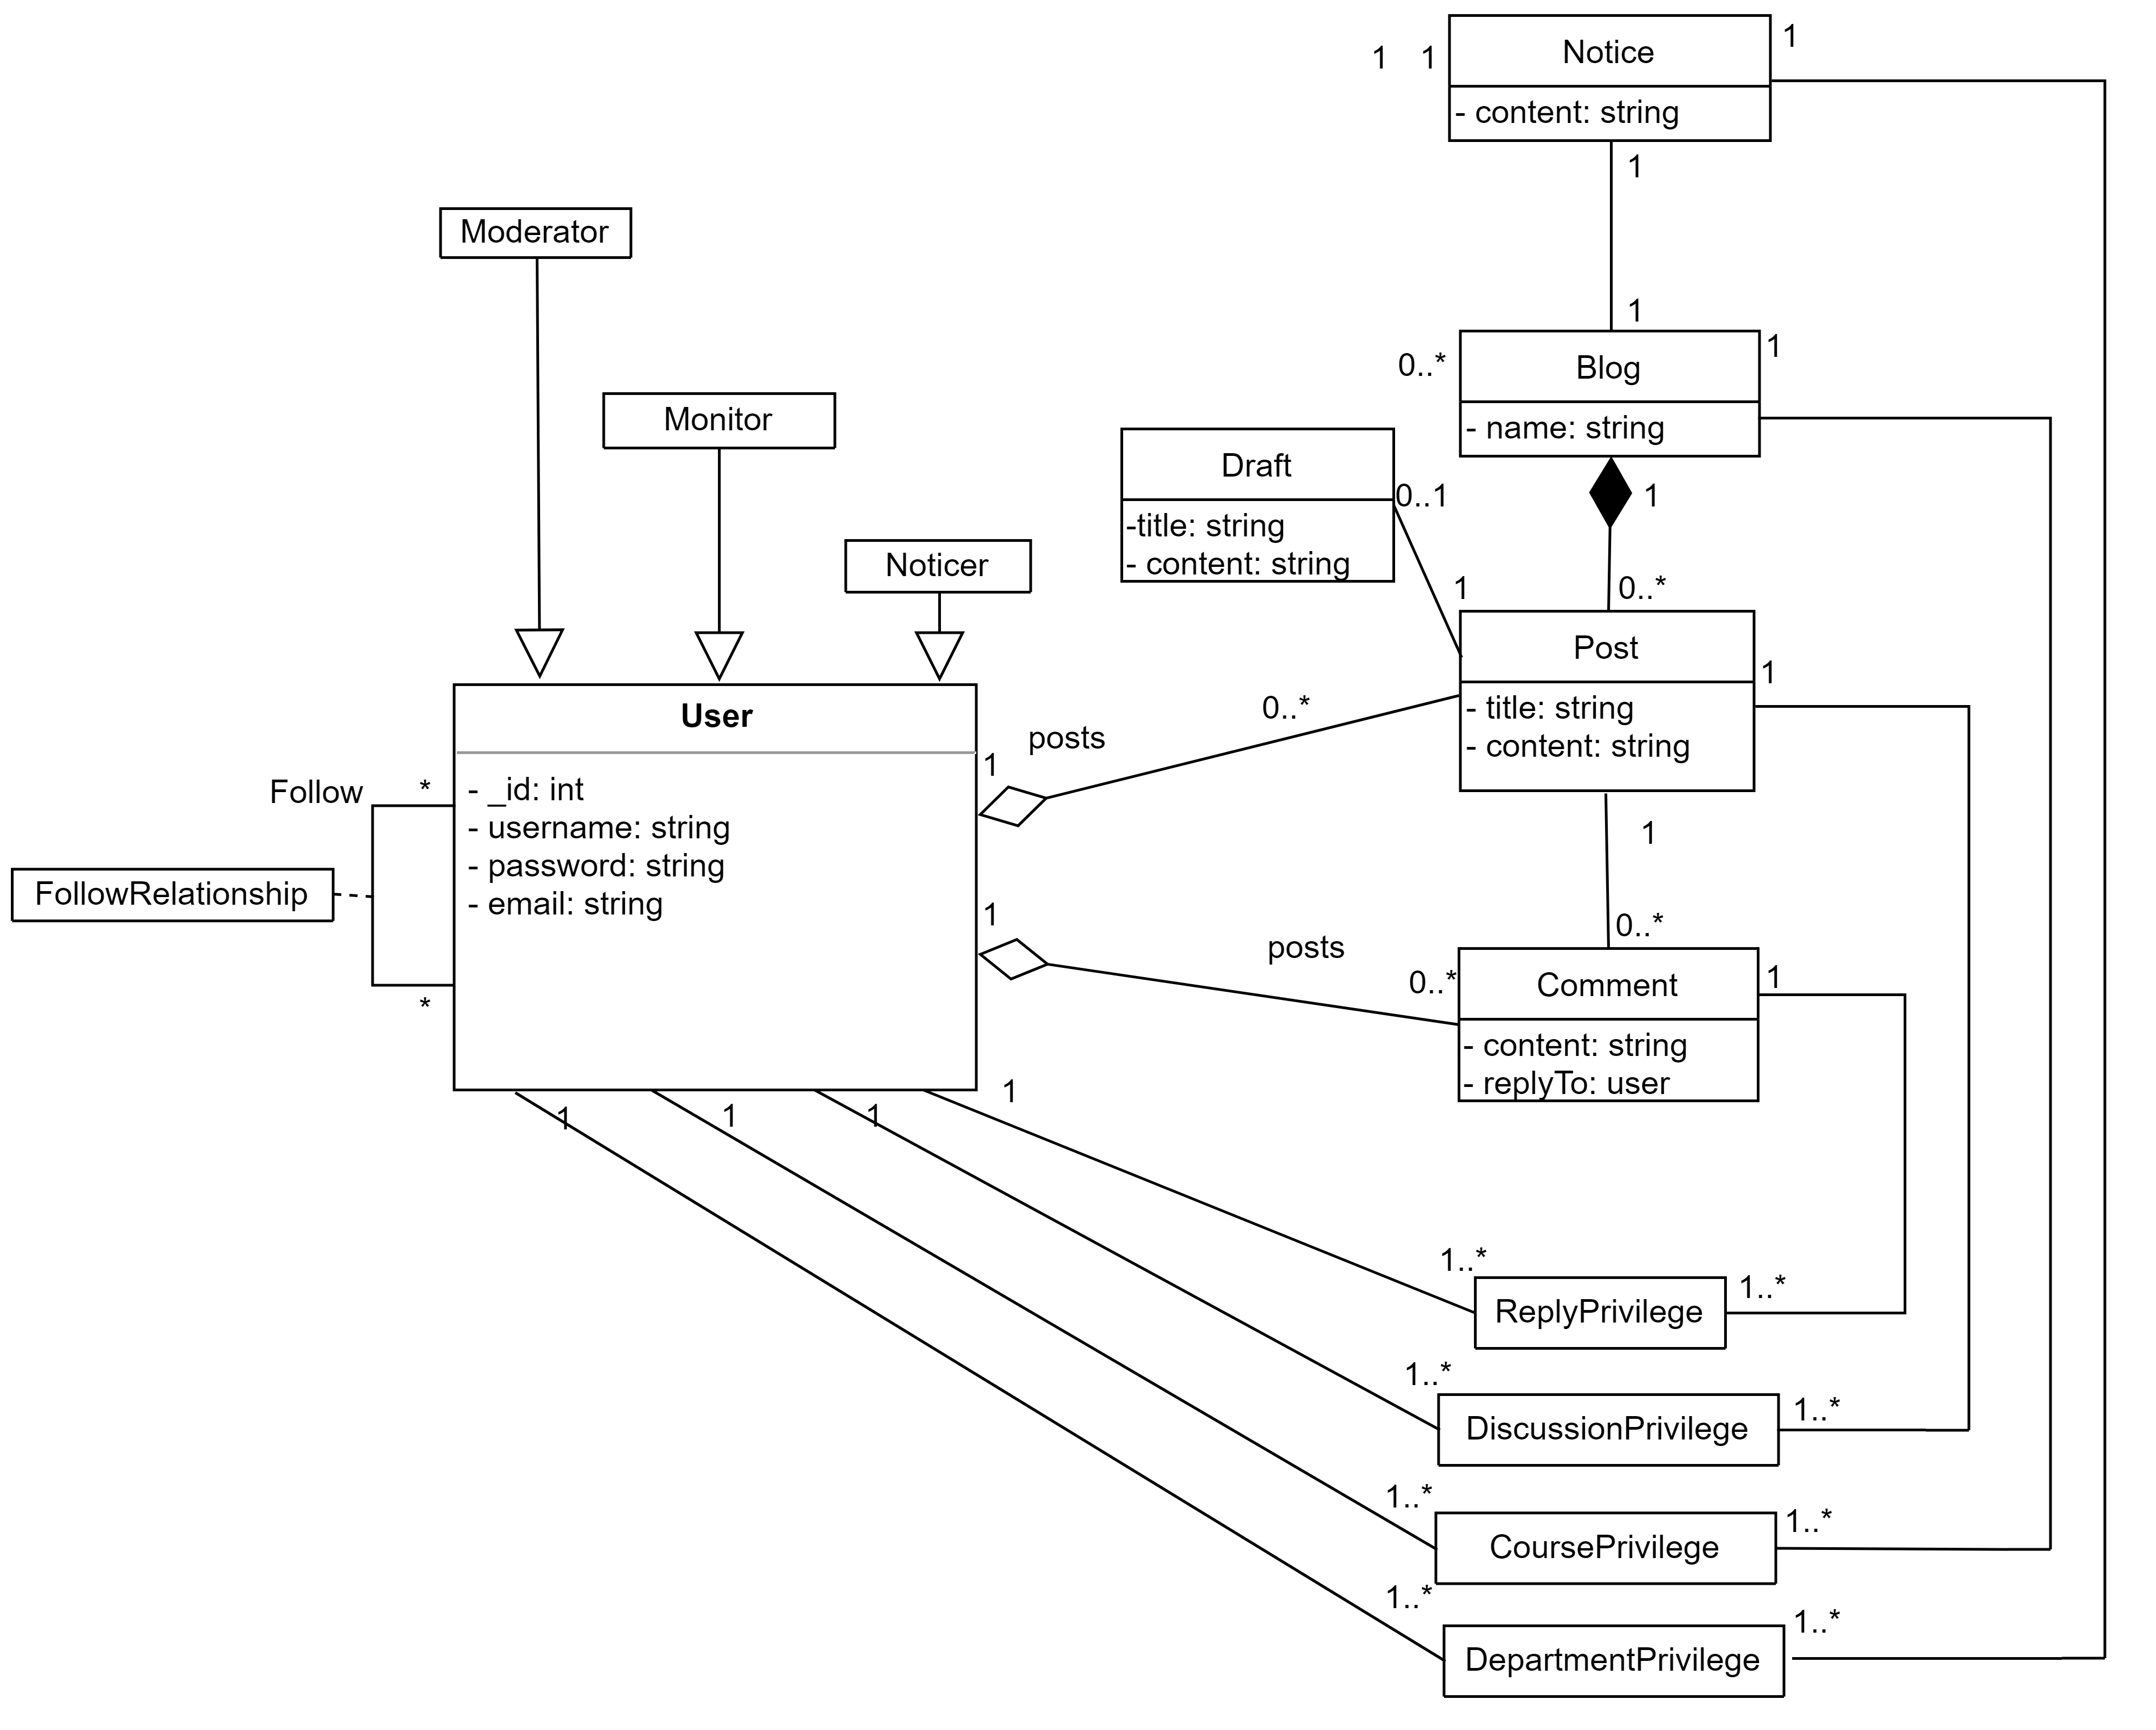 1 1 Notice 1
- content: string
1
Moderator
1
Blog 1
0..*
Monitor
- name: string
Draft
0..1 1
-title: string
- content: string
Noticer
1 0..*
Post
1
User
- title: string
0..*
posts
- content: string
1
- _id: int
Follow *
- username: string
1
- password: string
FollowRelationship
- email: string
1
0..*
posts
0..* Comment 1
*
- content: string
- replyTo: user
1 1 1 1
1..*
1..*
ReplyPrivilege
1..*
1..*
DiscussionPrivilege
1..*
1..*
CoursePrivilege
1..*
1..*
DepartmentPrivilege